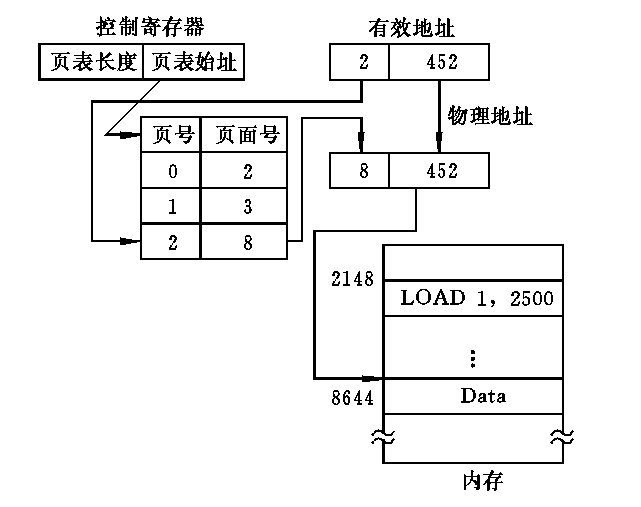 控制寄存器
有效地址
页表长度 页表始址
2 452
物理地址
页号 页面号
0 2
8 452
1 3
2 8
2148
LOAD 1, 2500
⋮
8644
Data
内存